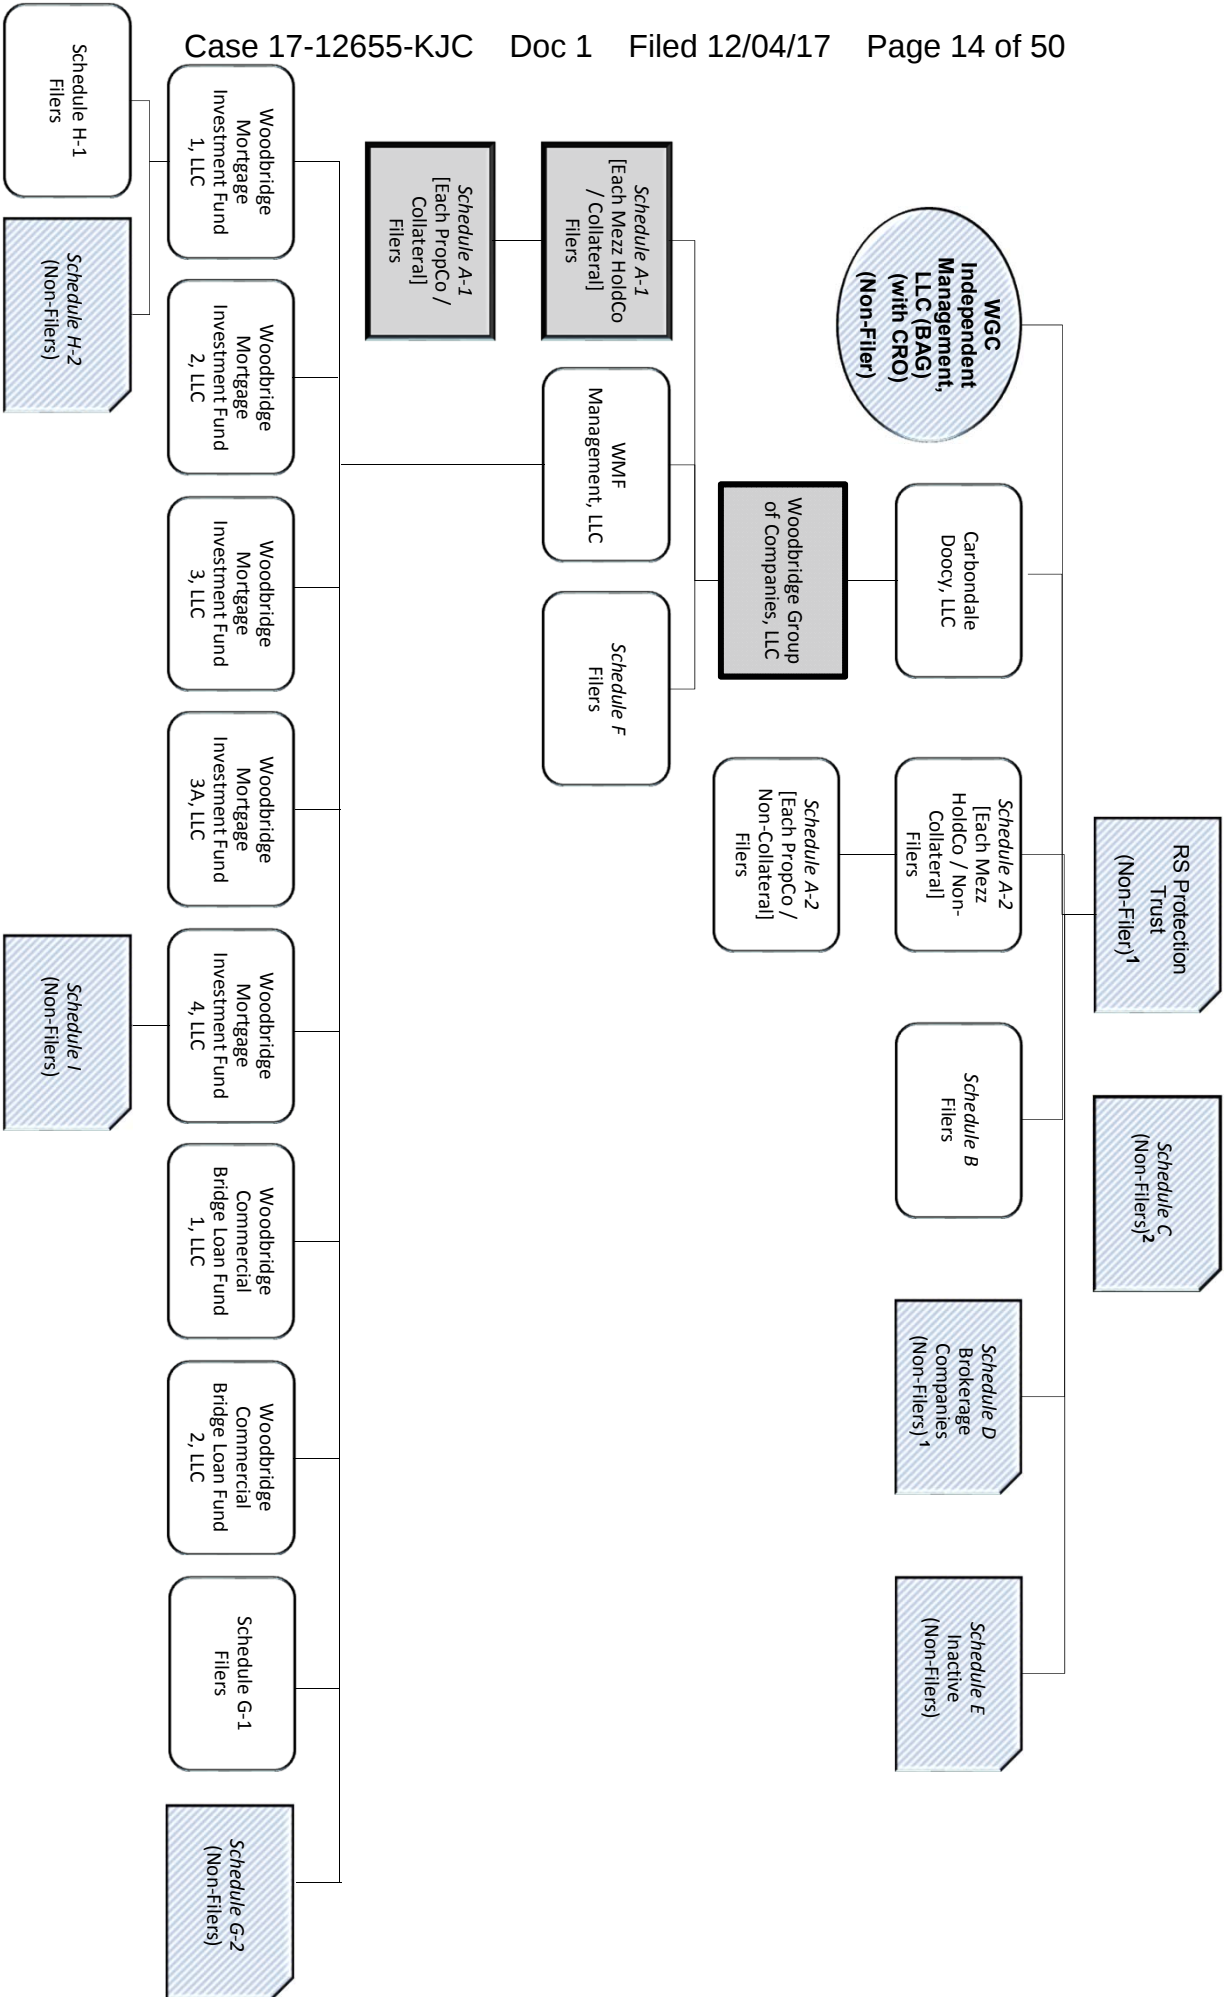 Case 17-12655-KJC Doc 1 Filed 12/04/17 Page 14 of 50
RS Protection
Trust
(Non-Filer)1
Schedule C
(Non-Filers)2
WGC
Independent
Management,
LLC (BAG)
(with CRO)
(Non-Filer)
Carbondale
Doocy, LLC
Schedule A-2
[Each Mezz
HoldCo / Non-
Collateral]
Filers
Schedule B
Filers
Schedule D
Brokerage
Companies
(Non-Filers)1
Schedule E
Inactive
(Non-Filers)
Woodbridge Group
of Companies, LLC
Schedule A-2
[Each PropCo /
Non-Collateral]
Filers
Schedule A-1
[Each Mezz HoldCo
/ Collateral]
Filers
WMF
Management, LLC
Schedule F
Filers
Schedule A-1
[Each PropCo /
Collateral]
Filers
Woodbridge
Mortgage
Investment Fund
1, LLC
Woodbridge
Mortgage
Investment Fund
2, LLC
Woodbridge
Mortgage
Investment Fund
3, LLC
Woodbridge
Mortgage
Investment Fund
3A, LLC
Woodbridge
Mortgage
Investment Fund
4, LLC
Woodbridge
Commercial
Bridge Loan Fund
1, LLC
Woodbridge
Commercial
Bridge Loan Fund
2, LLC
Schedule G-1
Filers
Schedule G-2
(Non-Filers)
Schedule H-1
Filers
Schedule H-2
(Non-Filers)
Schedule I
(Non-Filers)